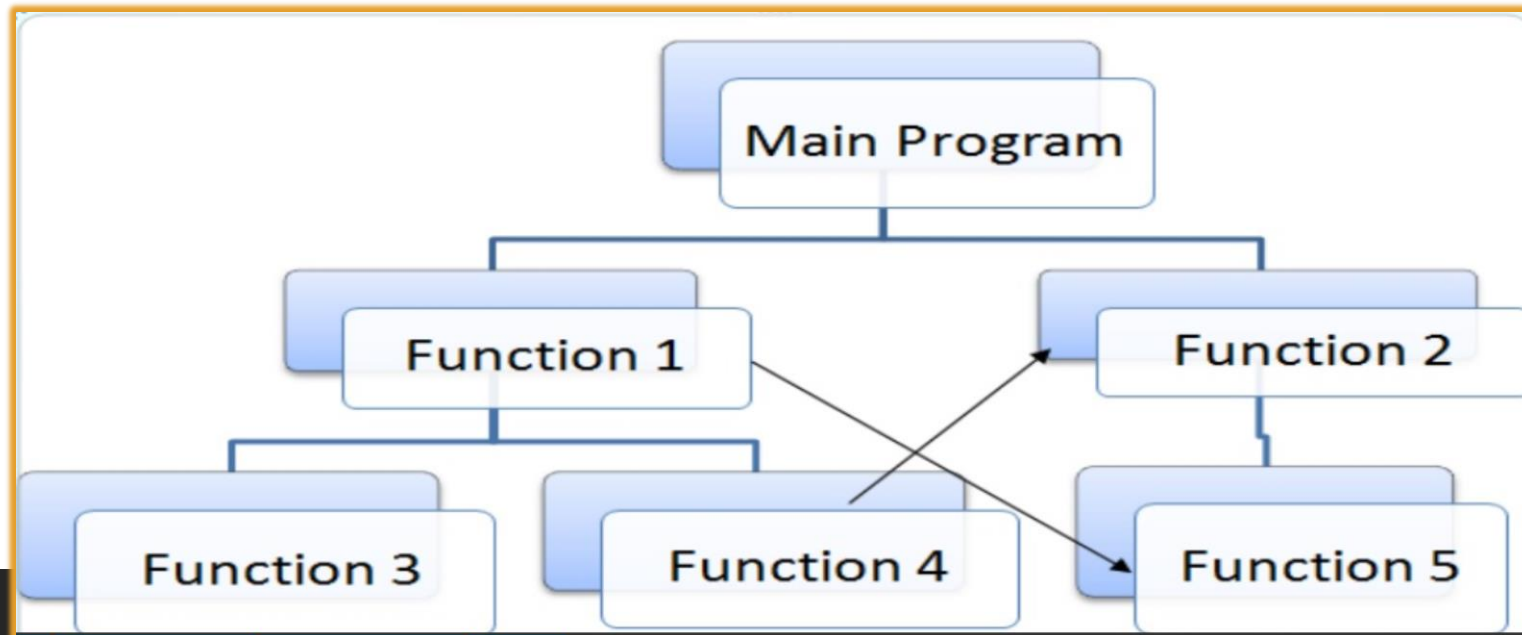 Main Program
Function 1
Function 2
Function 3
Function 4
Function 5